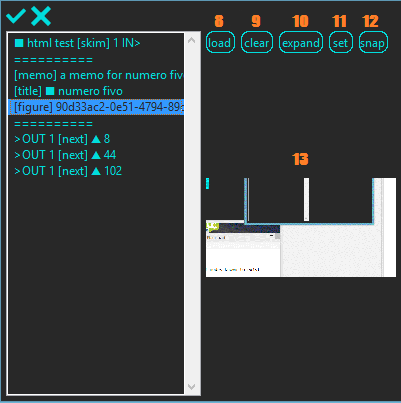 8 9 10 11 12
load clear expand set snap
■ html test [skim] 1 IN>
==========
[memo] a memo for numero fivo
[title] ■ numero fivo
[figure] 90d33ac2-0e51-4794-89
==========
>OUT 1 [next] ▲ 8
>OUT 1 [next] ▲ 44
>OUT 1 [next] ▲ 102
13